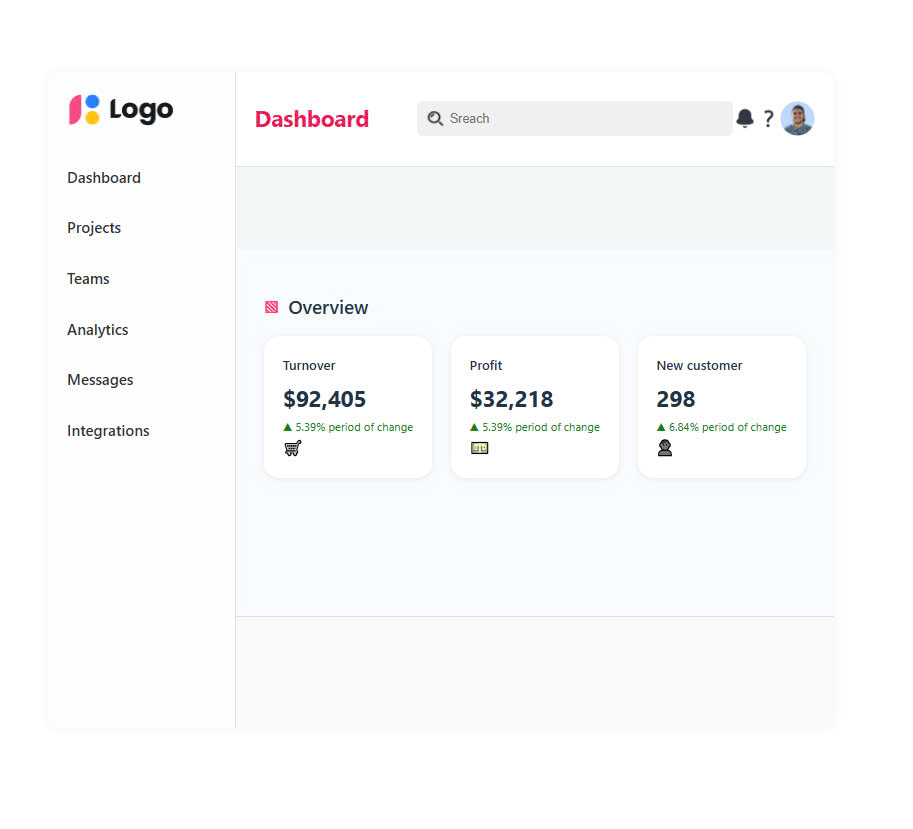 Logo
Dashboard
Projects
Teams
Analytics
Messages
Integrations
Dashboard
Sreach
?
Overview
Turnover
$92,405
▲ 5.39% period of change
Profit
$32,218
▲ 5.39% period of change
New customer
298
▲ 6.84% period of change